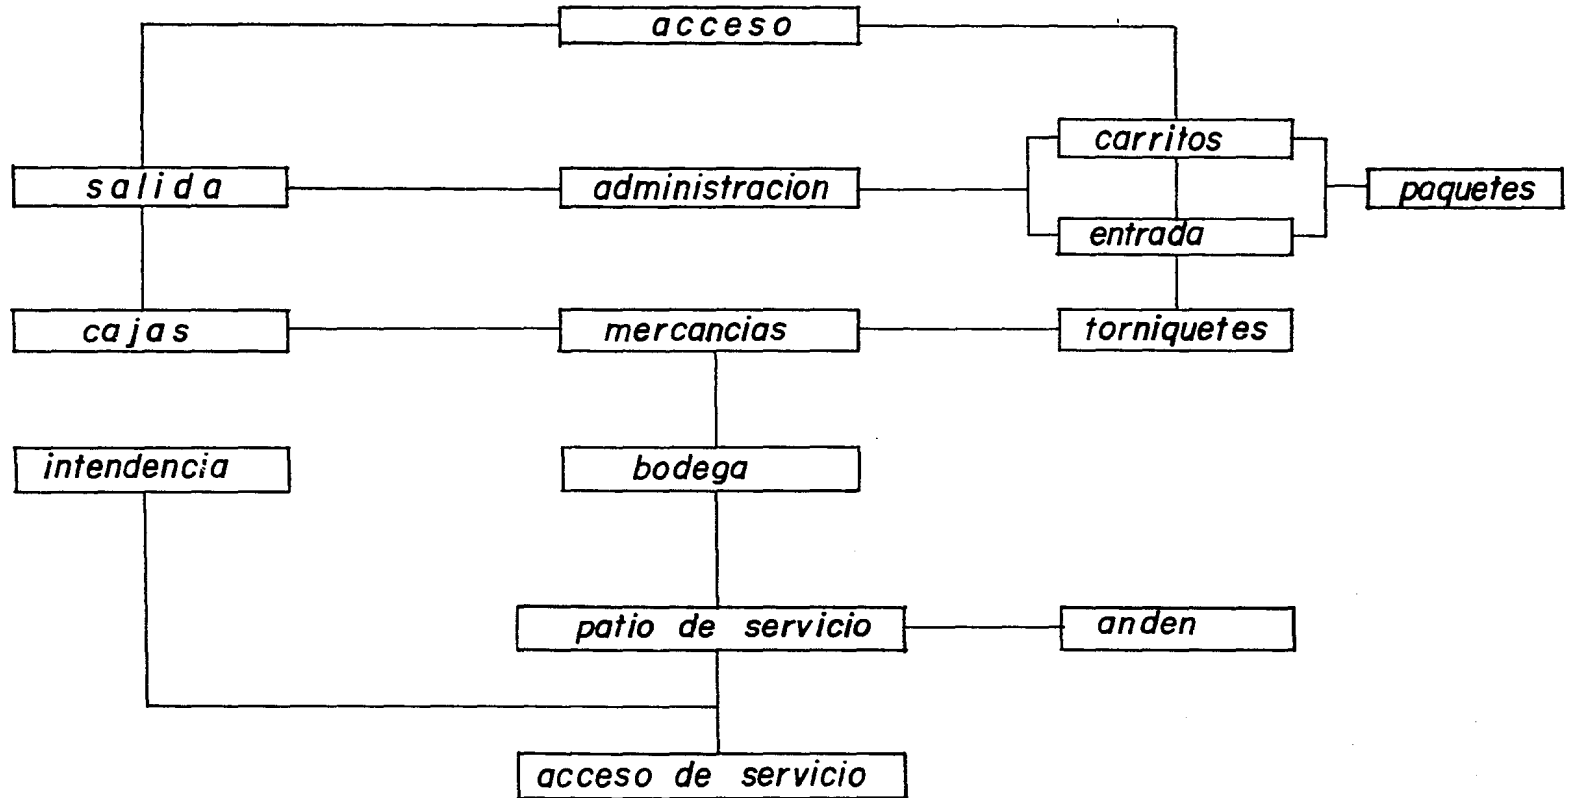 acceso
carritos
salida
administracion
paquetes
entrada
cajas
mercancias
torniquetes
intendencia
bodega
patio de servicio
anden
acceso de servicio